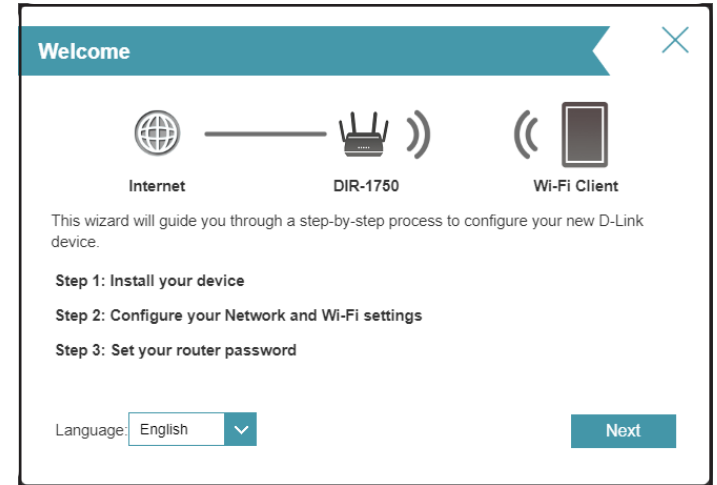 Welcome
Internet
DIR-1750
Wi-Fi Client
This wizard will guide you through a step-by-step process to configure your new D-Link
device.
Step 1: Install your device
Step 2: Configure your Network and Wi-Fi settings
Step 3: Set your router password
Language: English
Next